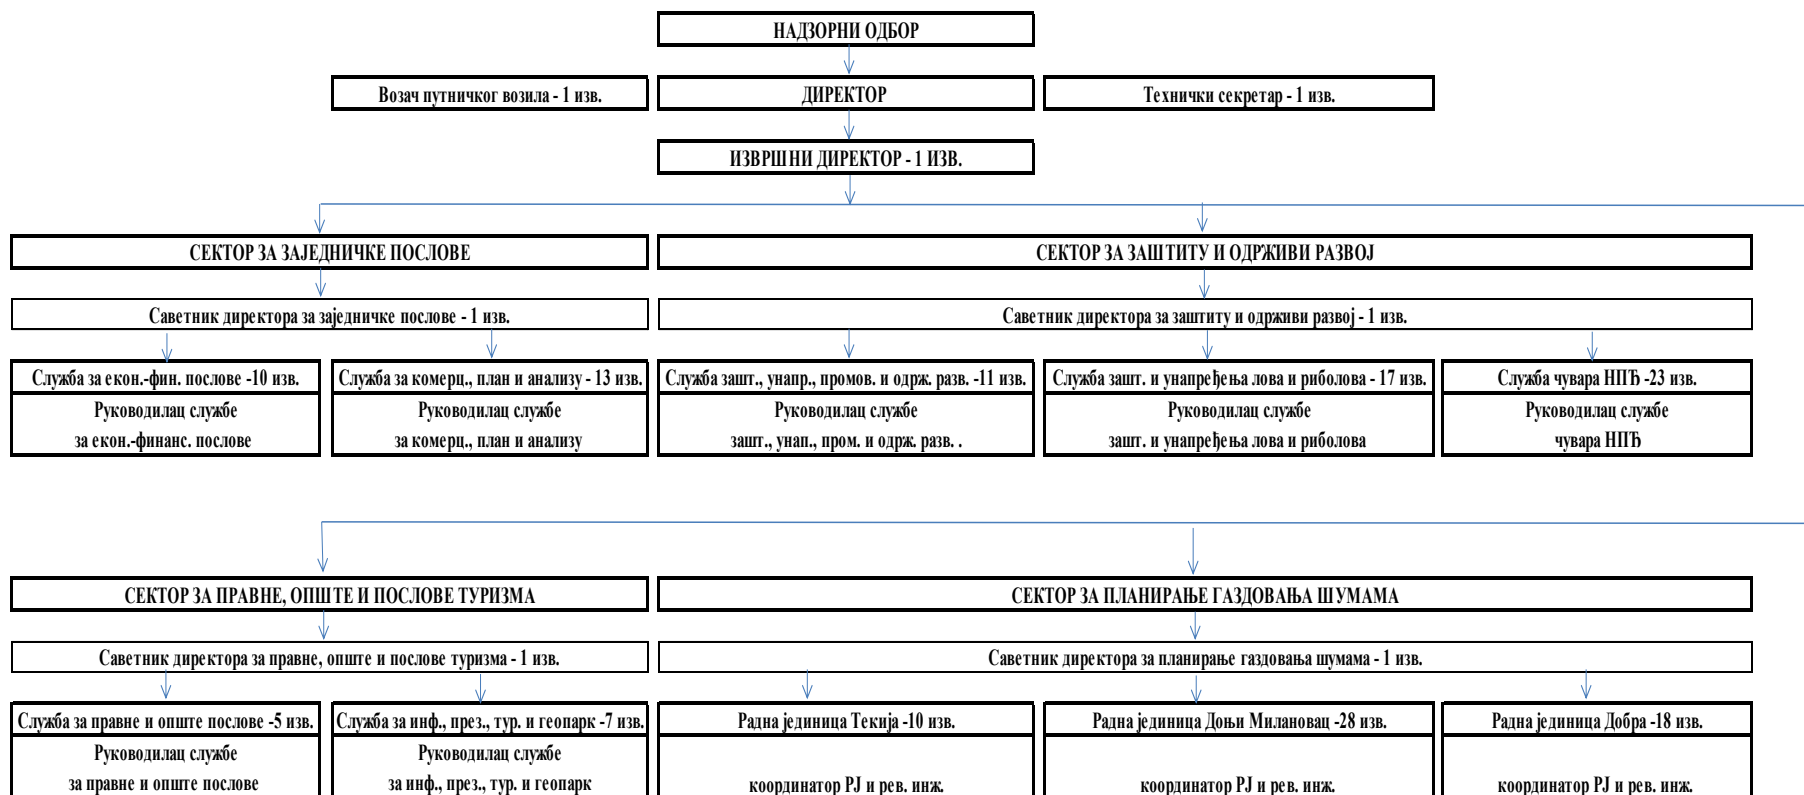 НАДЗОРНИ ОДБОР
Возач путничког возила - 1 изв.
ДИРЕКТОР
Технички секретар - 1 изв.
ИЗВРШНИ ДИРЕКТОР - 1 ИЗВ.
СЕКТОР ЗА ЗАЈЕДНИЧКЕ ПОСЛОВЕ
СЕКТОР ЗА ЗАШТИТУ И ОДРЖИВИ РАЗВОЈ
Саветник директора за заједничке послове - 1 изв.
Саветник директора за заштиту и одрживи развој - 1 изв.
Служба за екон.-фин. послове -10 изв.
Руководилац службе
за екон.-финанс. послове
Служба за комерц., план и анализу - 13 изв.
Руководилац службе
за комерц., план и анализу
Служба зашт., унапр., промов. и одрж. разв. -11 изв.
Руководилац службе
зашт., унап., пром. и одрж. разв. .
Служба зашт. и унапређења лова и риболова - 17 изв.
Руководилац службе
зашт. и унапређења лова и риболова
Служба чувара НПЂ -23 изв.
Руководилац службе
чувара НПЂ
СЕКТОР ЗА ПРАВНЕ, ОПШТЕ И ПОСЛОВЕ ТУРИЗМА
СЕКТОР ЗА ПЛАНИРАЊЕ ГАЗДОВАЊА ШУМАМА
Саветник директора за правне, опште и послове туризма - 1 изв.
Саветник директора за планирање газдовања шумама - 1 изв.
Служба за правне и опште послове -5 изв.
Руководилац службе
за правне и опште послове
Служба за инф., през., тур. и геопарк -7 изв.
Руководилац службе
за инф., през., тур. и геопарк
Радна јединица Текија -10 изв.
координатор РЈ и рев. инж.
Радна јединица Доњи Милановац -28 изв.
координатор РЈ и рев. инж.
Радна јединица Добра -18 изв.
координатор РЈ и рев. инж.